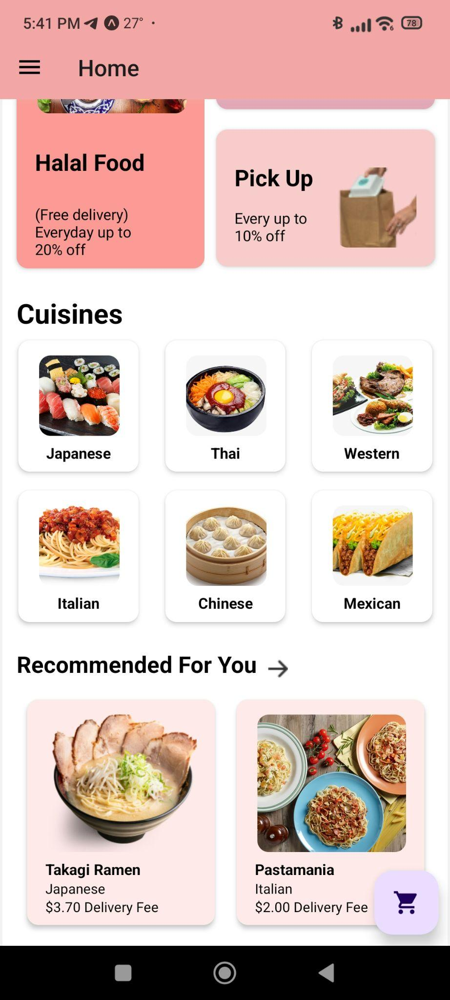 5:41 PM 27° ·
6 78
Home
Halal Food
(Free delivery)
Everyday up to
20% off
Pick Up
Every up to
10% off
Cuisines
Japanese
Thai
Western
Italian
Chinese
Mexican
Recommended For You →
Takagi Ramen
Japanese
$3.70 Delivery Fee
Pastamania
Italian
$2.00 Delivery Fee